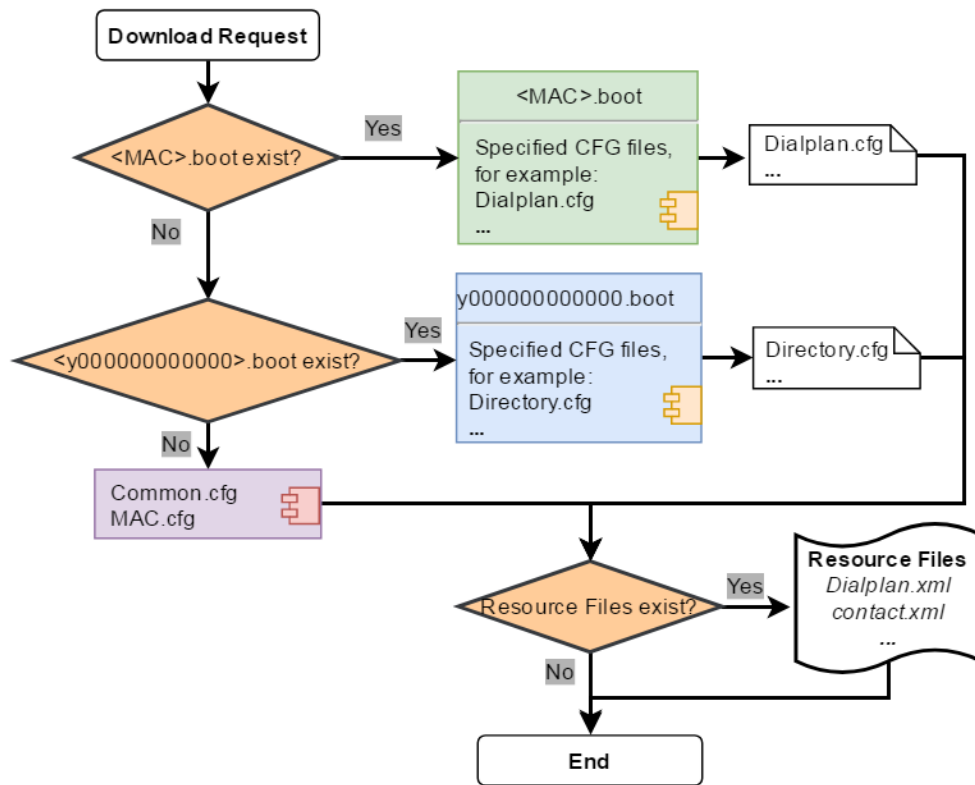 Download Request
<MAC>.boot exist?
Yes
<MAC>.boot
Specified CFG files,
for example:
Dialplan.cfg
...
Dialplan.cfg
...
No
<y000000000000>.boot exist?
Yes
y000000000000.boot
Specified CFG files,
for example:
Directory.cfg
...
Directory.cfg
...
No
Common.cfg
MAC.cfg
Resource Files exist?
Yes
Resource Files
Dialplan.xml
contact.xml
...
No
End